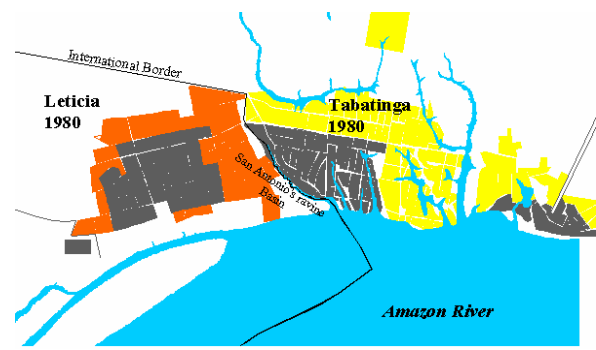 International Border
Leticia
1980
Tabatinga
1980
San Antonio's ravine
Basin
Amazon River